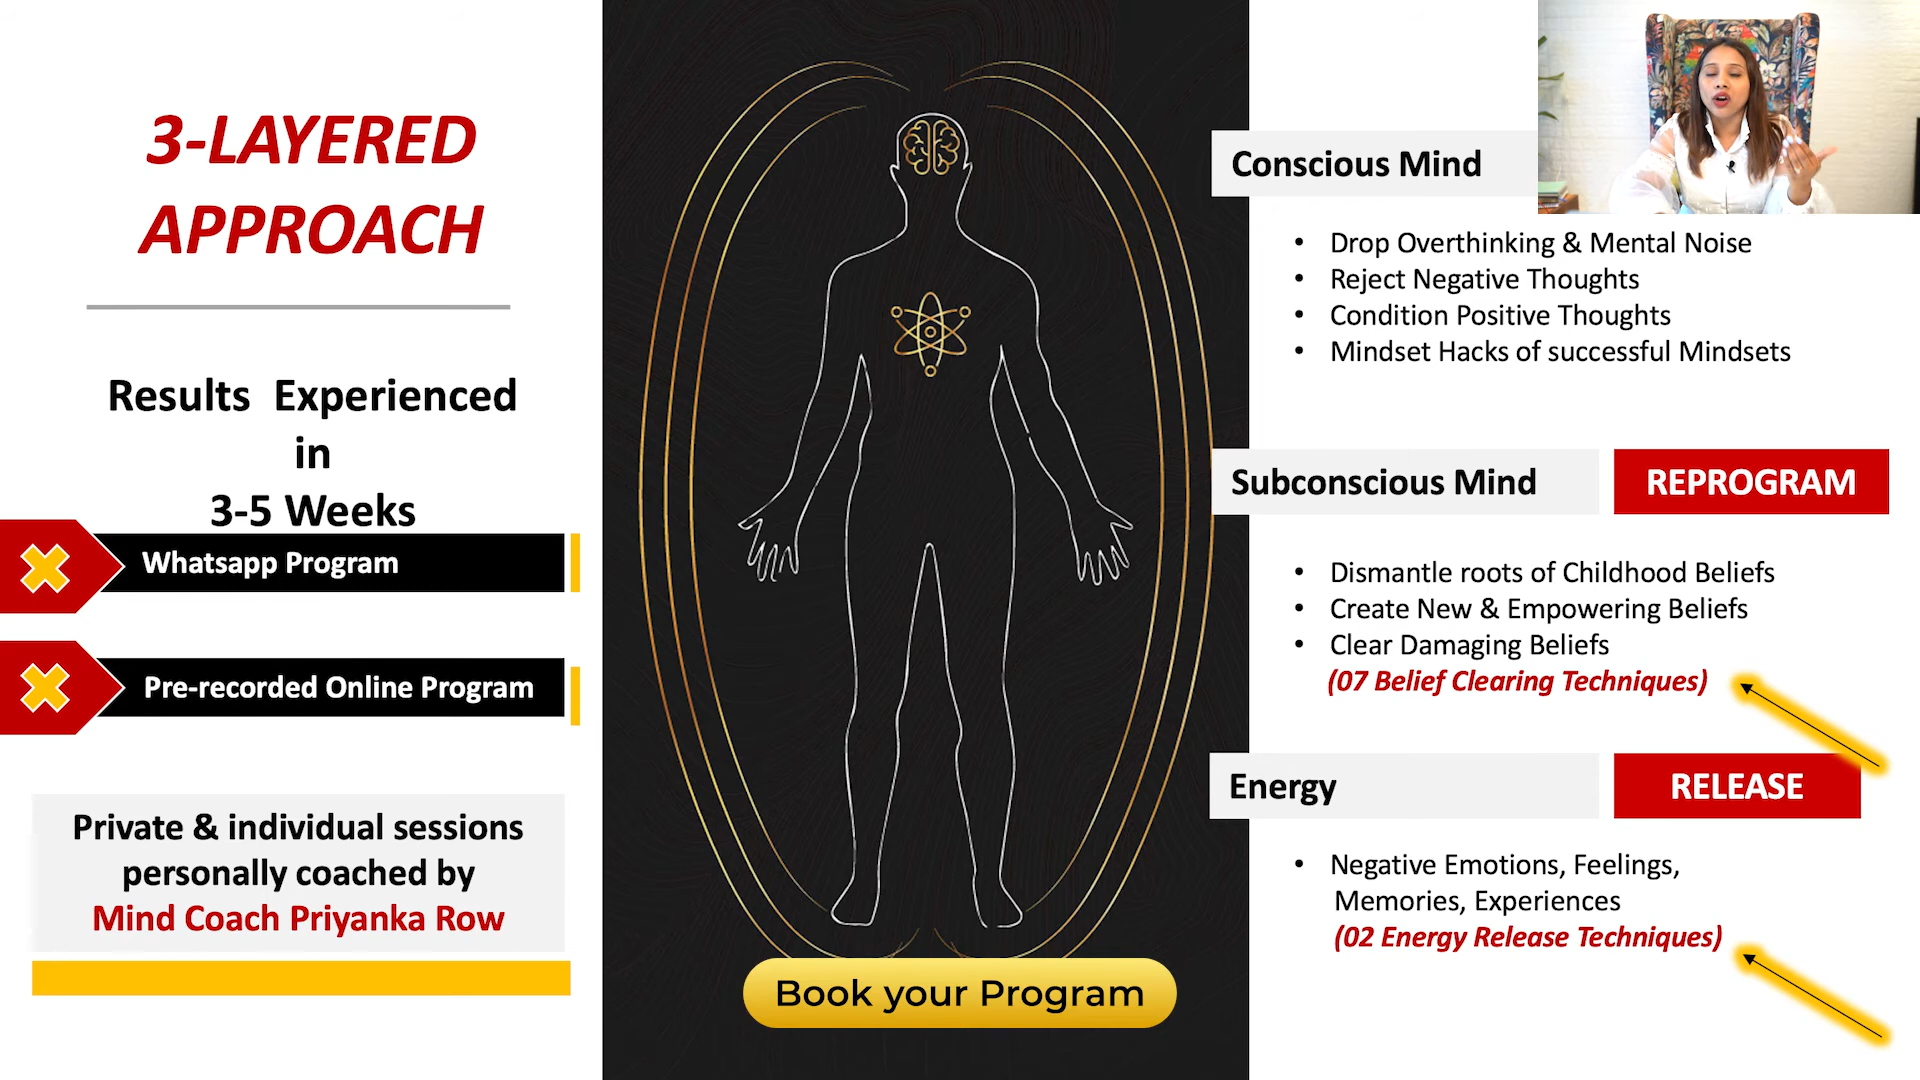 3-LAYERED
APPROACH
Results Experienced
in
3-5 Weeks
Whatsapp Program
Pre-recorded Online Program
Private & individual sessions
personally coached by
Mind Coach Priyanka Row
Book your Program
Conscious Mind
• Drop Overthinking & Mental Noise
• Reject Negative Thoughts
• Condition Positive Thoughts
• Mindset Hacks of successful Mindsets
Subconscious Mind
REPROGRAM
• Dismantle roots of Childhood Beliefs
• Create New & Empowering Beliefs
• Clear Damaging Beliefs
(07 Belief Clearing Techniques)
Energy
RELEASE
• Negative Emotions, Feelings,
Memories, Experiences
(02 Energy Release Techniques)